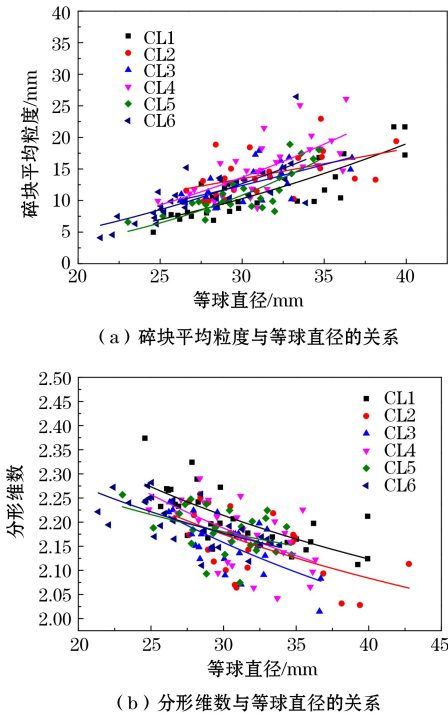 40
35
30
25
20
15
10
5
0
碎块平均粒度/mm
CL1
CL2
CL3
CL4
CL5
CL6
20 25 30 35 40
等球直径/mm
(a)碎块平均粒度与等球直径的关系
2.50
2.45
2.40
2.35
2.30
2.25
2.20
2.15
2.10
2.05
2.00
分形维数
CL1
CL2
CL3
CL4
CL5
CL6
20 25 30 35 40 45
等球直径/mm
(b)分形维数与等球直径的关系